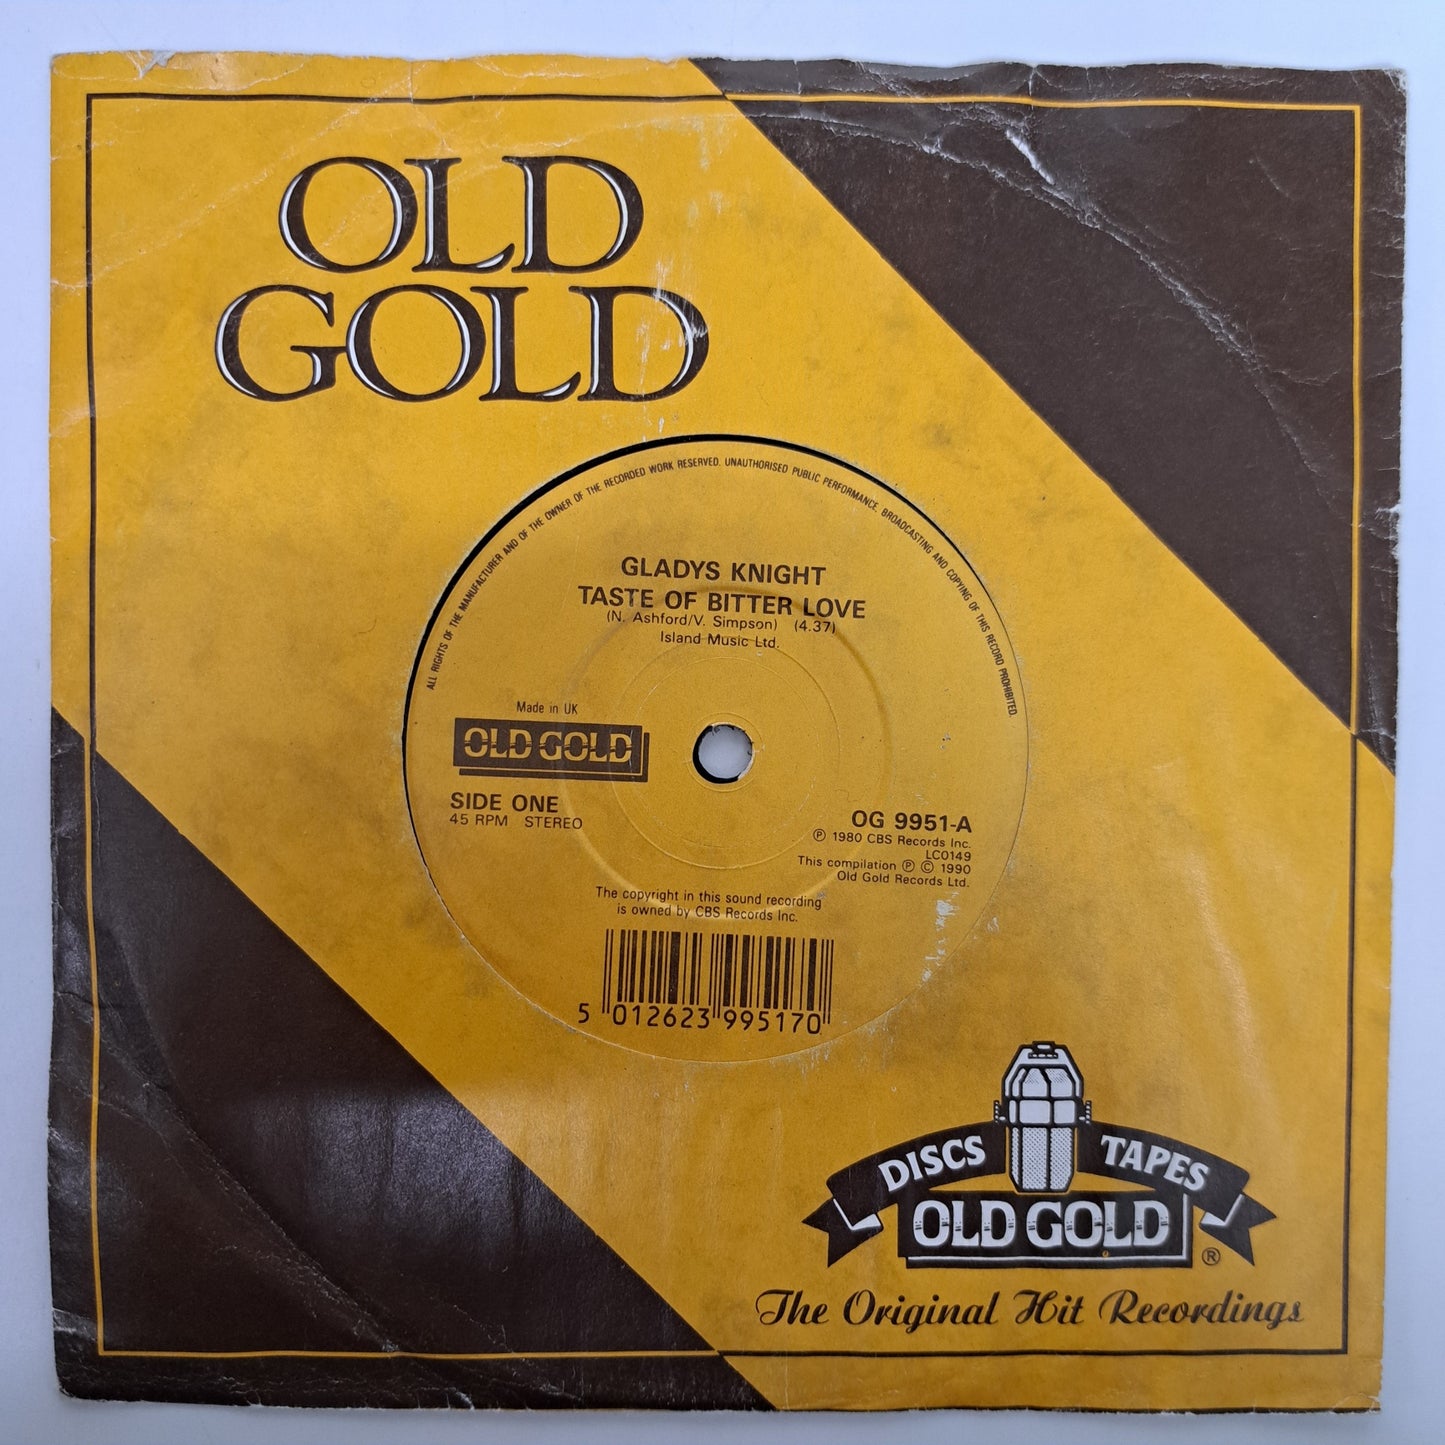 OLD
GOLD
ALL RIGHTS OF THE MANUFACTURER AND OF THE OWNER OF THE RECORDED WORK RESERVED. UNAUTHORISED PUBLIC PERFORMANCE, BROADCASTING AND COPYING OF THIS RECORD PROHIBITED.
GLADYS KNIGHT
TASTE OF BITTER LOVE
(N. Ashford/V. Simpson) (4.37)
Island Music Ltd.
Made in UK
OLD GOLD
SIDE ONE
45 RPM STEREO
OG 9951-A
℗ 1980 CBS Records Inc.
LC0149
This compilation ℗ © 1990
Old Gold Records Ltd.
The copyright in this sound recording
is owned by CBS Records Inc.
5 012623 995170
DISCS TAPES
OLD GOLD ®
The Original Hit Recordings